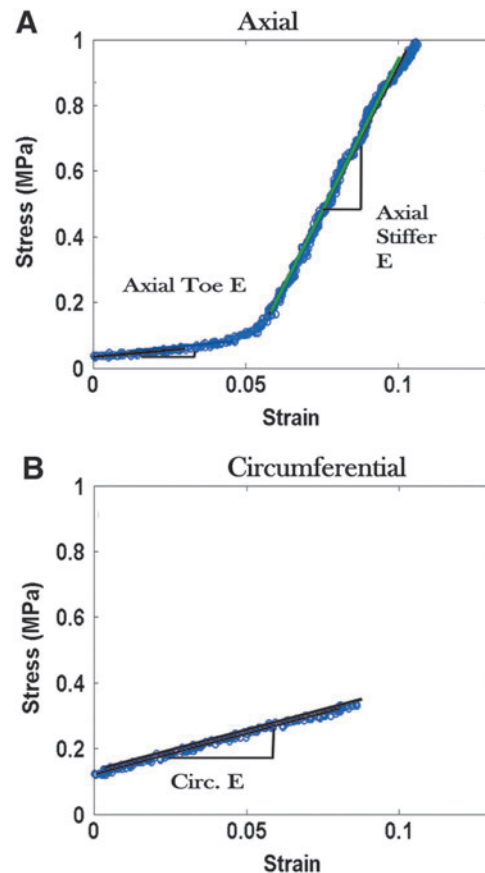 A
Axial
1
0.8
0.6
0.4
0.2
0
Stress (MPa)
Axial Toe E
Axial
Stiffer
E
0
0.05
0.1
Strain
B
Circumferential
1
0.8
0.6
0.4
0.2
0
Stress (MPa)
Circ. E
0
0.05
0.1
Strain